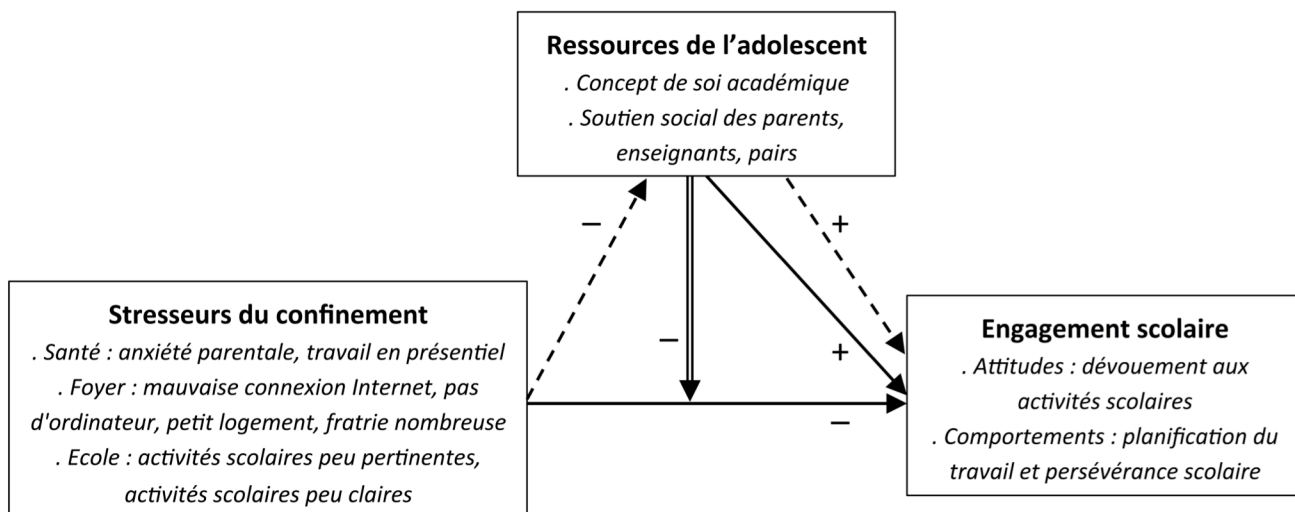 Ressources de l’adolescent
. Concept de soi académique
. Soutien social des parents,
enseignants, pairs
–
+
–
+
–
Stresseurs du confinement
. Santé : anxiété parentale, travail en présentiel
. Foyer : mauvaise connexion Internet, pas
d'ordinateur, petit logement, fratrie nombreuse
. Ecole : activités scolaires peu pertinentes,
activités scolaires peu claires
Engagement scolaire
. Attitudes : dévouement aux
activités scolaires
. Comportements : planification du
travail et persévérance scolaire